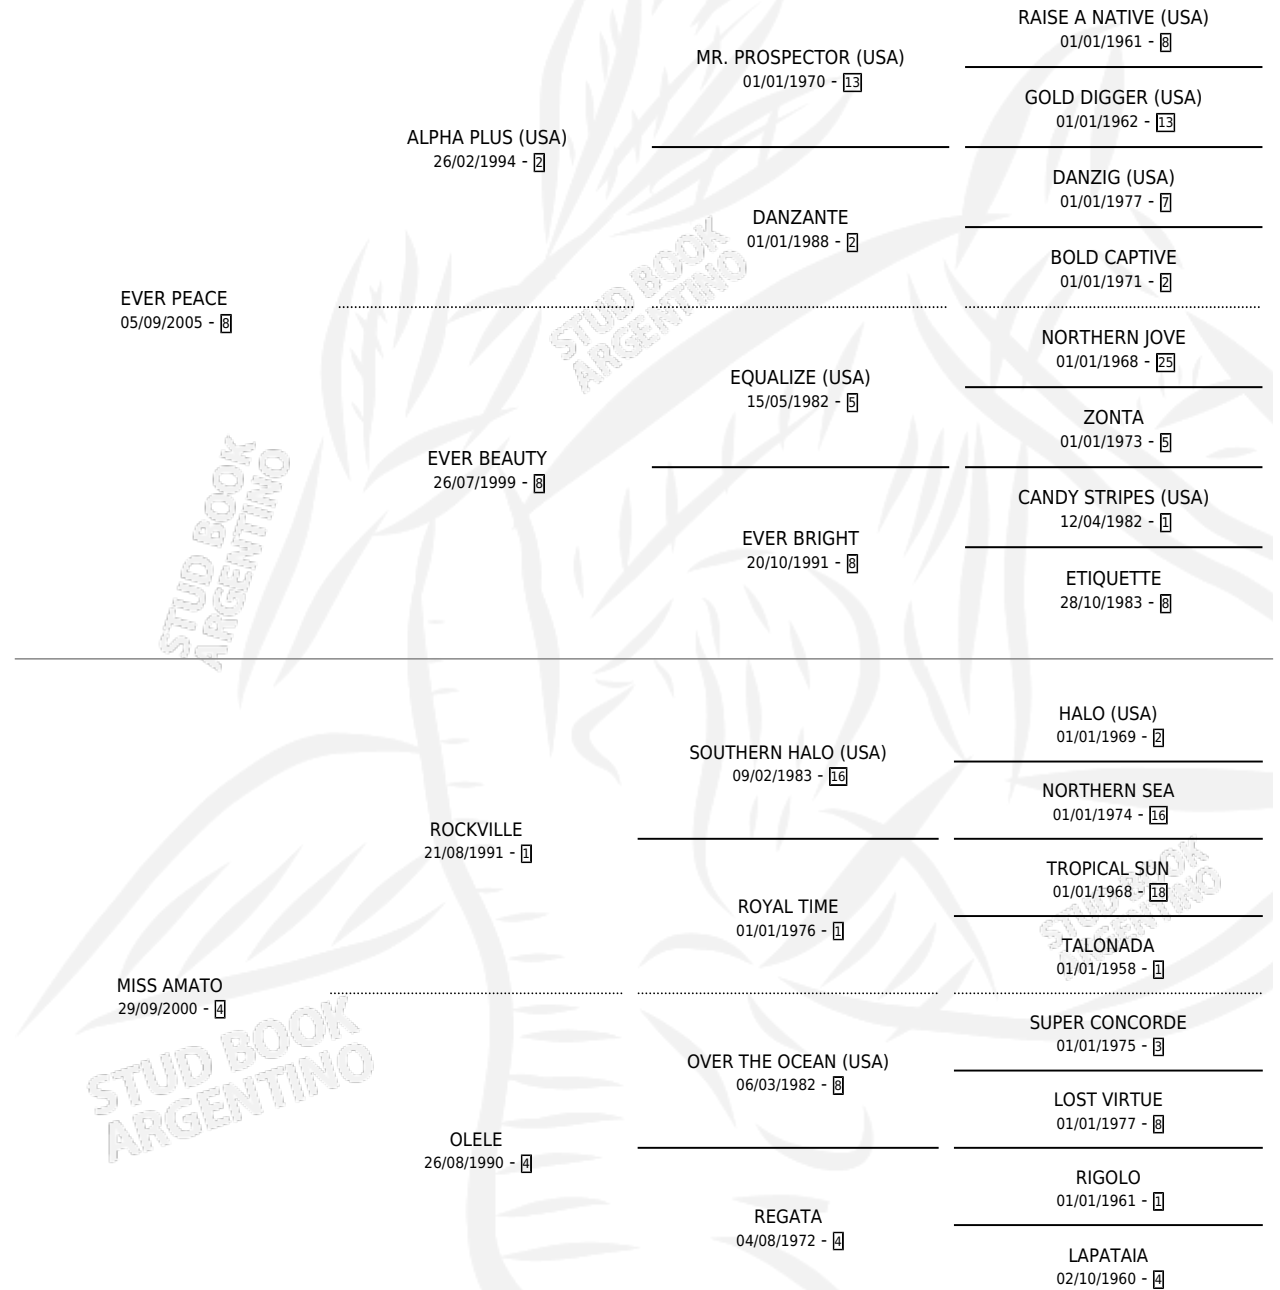 RAISE A NATIVE (USA)
01/01/1961 - 8
MR. PROSPECTOR (USA)
01/01/1970 - 13
GOLD DIGGER (USA)
01/01/1962 - 13
ALPHA PLUS (USA)
26/02/1994 - 2
DANZIG (USA)
01/01/1977 - 7
DANZANTE
01/01/1988 - 2
BOLD CAPTIVE
01/01/1971 - 2
EVER PEACE
05/09/2005 - 8
NORTHERN JOVE
01/01/1968 - 25
EQUALIZE (USA)
15/05/1982 - 5
ZONTA
01/01/1973 - 5
EVER BEAUTY
26/07/1999 - 8
CANDY STRIPES (USA)
12/04/1982 - 1
EVER BRIGHT
20/10/1991 - 8
ETIQUETTE
28/10/1983 - 8
STUD BOOK
ARGENTINO
STUD BOOK
ARGENTINO
HALO (USA)
01/01/1969 - 2
SOUTHERN HALO (USA)
09/02/1983 - 16
NORTHERN SEA
01/01/1974 - 16
ROCKVILLE
21/08/1991 - 1
TROPICAL SUN
01/01/1968 - 18
ROYAL TIME
01/01/1976 - 1
TALONADA
01/01/1958 - 1
STUD BOOK
ARGENTINO
MISS AMATO
29/09/2000 - 4
SUPER CONCORDE
01/01/1975 - 3
OVER THE OCEAN (USA)
06/03/1982 - 8
LOST VIRTUE
01/01/1977 - 8
STUD BOOK
ARGENTINO
OLELE
26/08/1990 - 4
RIGOLO
01/01/1961 - 1
REGATA
04/08/1972 - 4
LAPATAIA
02/10/1960 - 4